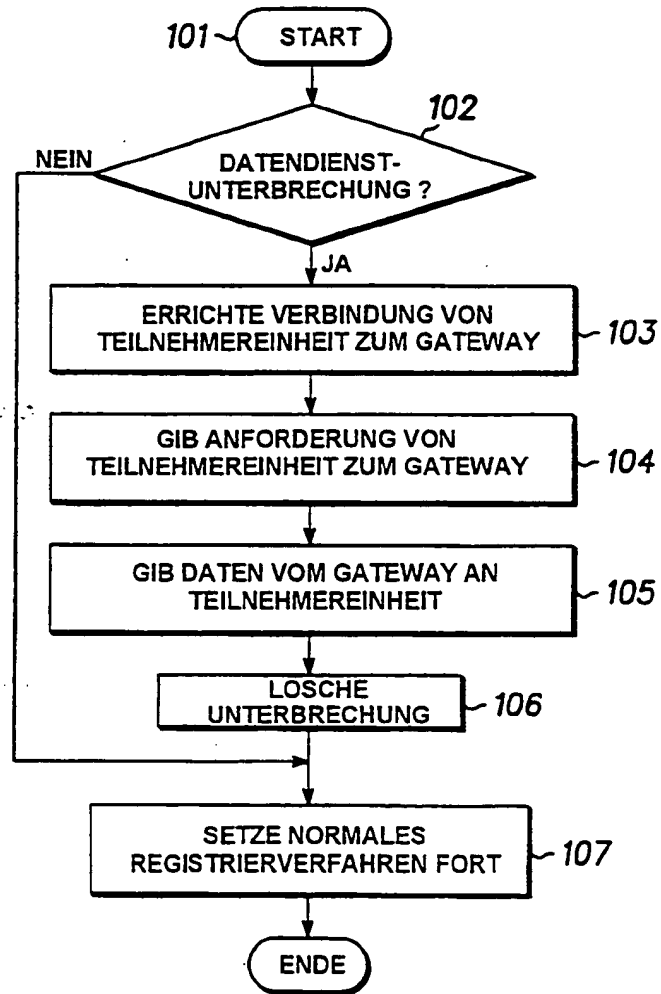 101
START
102
NEIN
DATENDIENST-
UNTERBRECHUNG ?
JA
ERRICHTE VERBINDUNG VON
TEILNEHMEREINHEIT ZUM GATEWAY
103
GIB ANFORDERUNG VON
TEILNEHMEREINHEIT ZUM GATEWAY
104
GIB DATEN VOM GATEWAY AN
TEILNEHMEREINHEIT
105
LOSCHE
UNTERBRECHUNG
106
SETZE NORMALES
REGISTRIERVERFAHREN FORT
107
ENDE